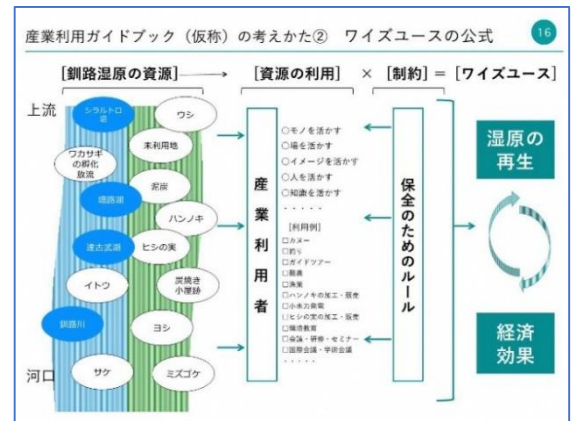 産業利用ガイドブック（仮称）の考えかた② ワイズユースの公式
16
[釧路湿原の資源] → [資源の利用] × [制約] = [ワイズユース]
上流
シラルトロ
沼
ウシ
ワカサギ
の孵化
放流
未利用地
泥炭
塘路湖
ハンノキ
達古武湖
ヒシの実
イトウ
炭焼き
小屋跡
釧路川
ヨシ
サケ
ミズゴケ
河口
産業利用者
○モノを活かす
○場を活かす
○イメージを活かす
○人を活かす
○知識を活かす
・・・・・
[利用例]
□カヌー
□釣り
□ガイドツアー
□酪農
□漁業
□ハンノキの加工・販売
□小水力発電
□ヒシの実の加工・販売
□環境教育
□会議・研修・セミナー
□国際会議・学術会議
・・・・・
保全のためのルール
湿原の
再生
経済
効果